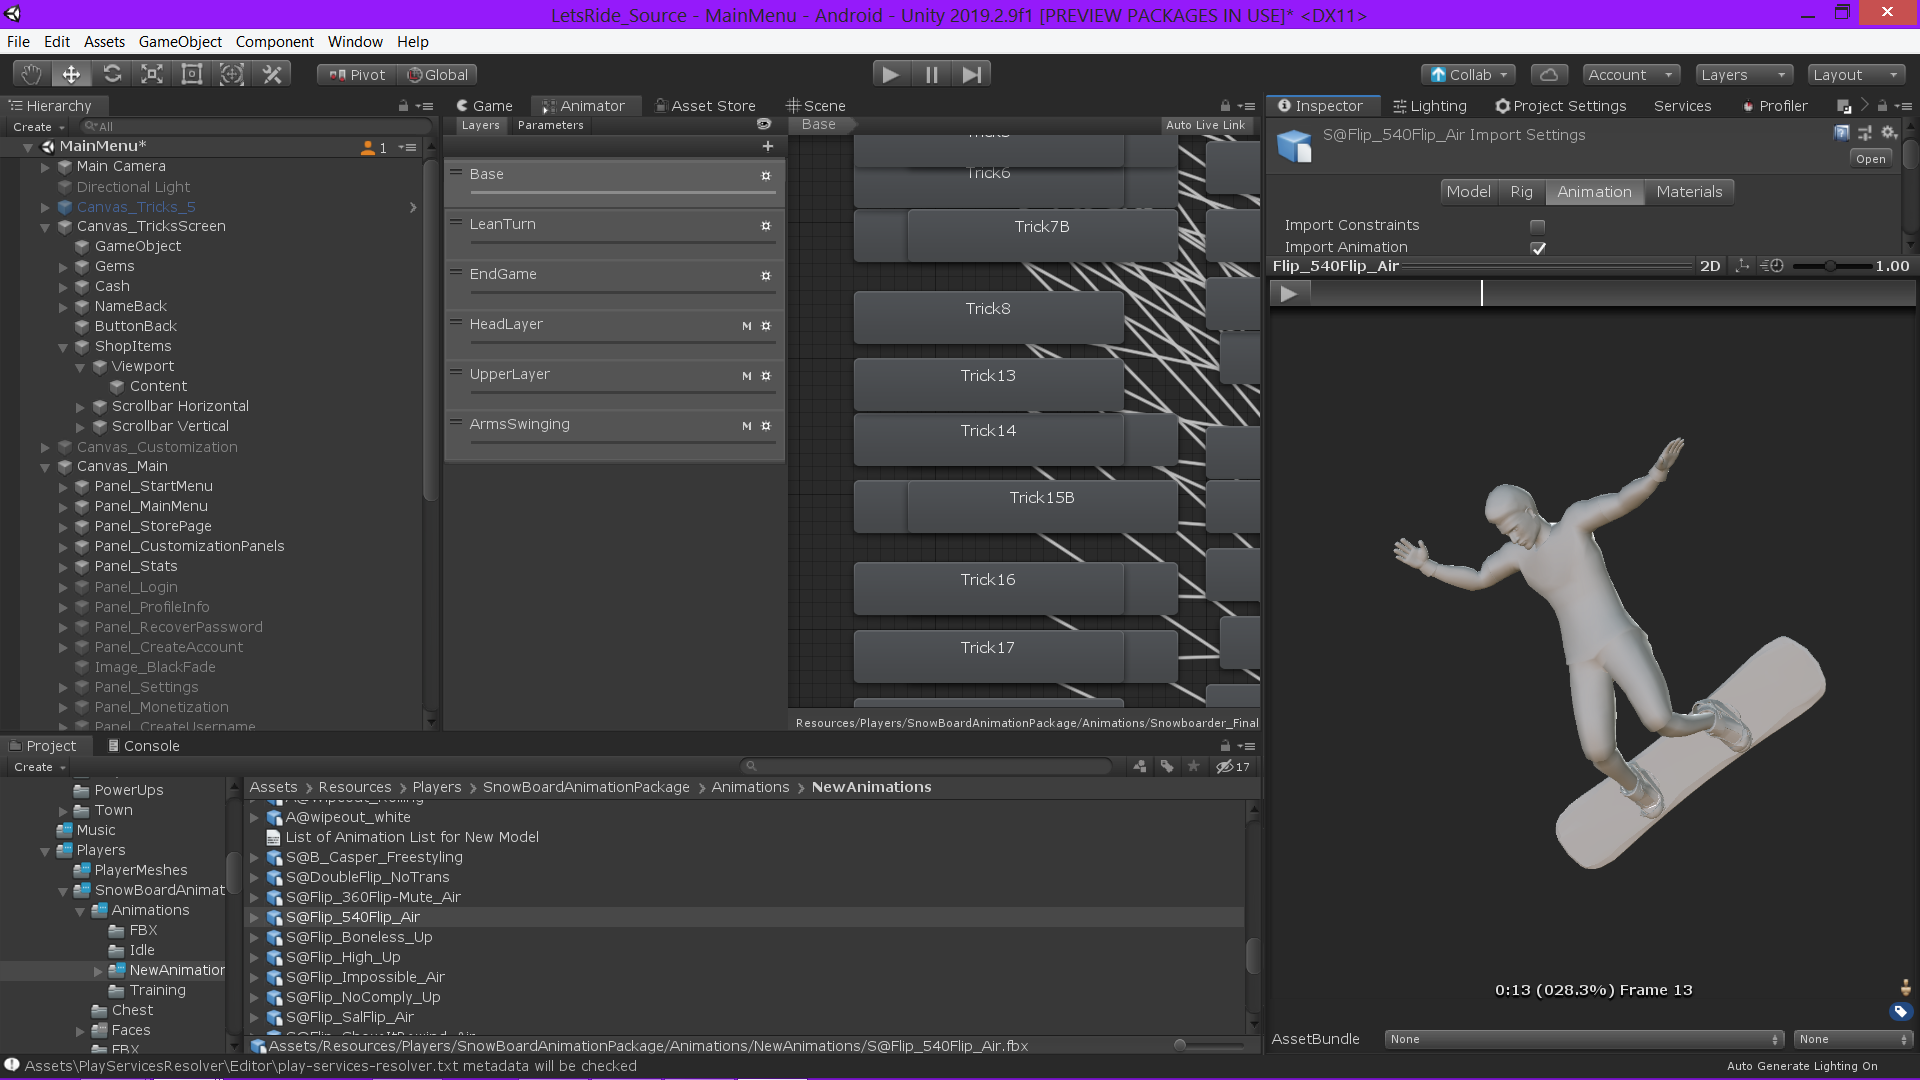 LetsRide_Source - MainMenu - Android - Unity 2019.2.9f1 [PREVIEW PACKAGES IN USE]* <DX11>
File Edit Assets GameObject Component Window Help
Pivot Global Collab Account Layers Layout
Hierarchy
Create All
MainMenu* 1
Main Camera
Directional Light
Canvas_Tricks_5
Canvas_TricksScreen
GameObject
Gems
Cash
NameBack
ButtonBack
ShopItems
Viewport
Content
Scrollbar Horizontal
Scrollbar Vertical
Canvas_Customization
Canvas_Main
Panel_StartMenu
Panel_MainMenu
Panel_StorePage
Panel_CustomizationPanels
Panel_Stats
Panel_Login
Panel_ProfileInfo
Panel_RecoverPassword
Panel_CreateAccount
Image_BlackFade
Panel_Settings
Panel_Monetization
Panel_CreateUsername
Game Animator Asset Store Scene
Layers Parameters Base Auto Live Link
Base
LeanTurn
EndGame
HeadLayer M
UpperLayer M
ArmsSwinging M
Trick6
Trick7B
Trick8
Trick13
Trick14
Trick15B
Trick16
Trick17
Resources/Players/SnowBoardAnimationPackage/Animations/Snowboarder_Final
Inspector Lighting Project Settings Services Profiler
S@Flip_540Flip_Air Import Settings
Open
Model Rig Animation Materials
Import Constraints
Import Animation
Flip_540Flip_Air 2D 1.00
0:13 (028.3%) Frame 13
AssetBundle None None
Project Console
Create 17
PowerUps
Town
Music
Players
PlayerMeshes
SnowBoardAnimat
Animations
FBX
Idle
NewAnimation
Training
Chest
Faces
FBX
Assets > Resources > Players > SnowBoardAnimationPackage > Animations > NewAnimations
A@wipeout_Rolling
A@wipeout_white
List of Animation List for New Model
S@B_Casper_Freestyling
S@DoubleFlip_NoTrans
S@Flip_360Flip-Mute_Air
S@Flip_540Flip_Air
S@Flip_Boneless_Up
S@Flip_High_Up
S@Flip_Impossible_Air
S@Flip_NoComply_Up
S@Flip_SalFlip_Air
Assets/Resources/Players/SnowBoardAnimationPackage/Animations/NewAnimations/S@Flip_540Flip_Air.fbx
Assets\PlayServicesResolver\Editor\play-services-resolver.txt metadata will be checked
Auto Generate Lighting On